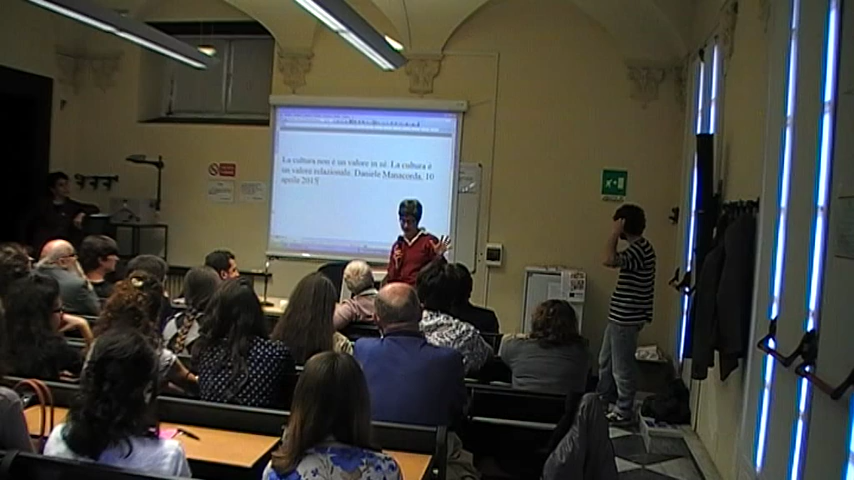 La cultura non è un valore in sé. La cultura è
un valore relazionale. Daniele Manacorda, 10
aprile 2015